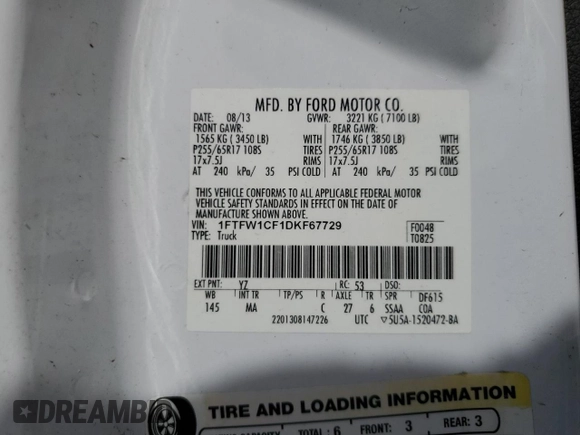 MFD. BY FORD MOTOR CO.
DATE: 08/13 GVWR: 3221 KG ( 7100 LB)
FRONT GAWR: REAR GAWR:
1565 KG ( 3450 LB) WITH 1746 KG ( 3850 LB) WITH
P255/65R17 108S TIRES P255/65R17 108S TIRES
17x7.5J RIMS 17x7.5J RIMS
AT 240 kPa/ 35 PSI COLD AT 240 kPa/ 35 PSI COLD
THIS VEHICLE CONFORMS TO ALL APPLICABLE FEDERAL MOTOR
VEHICLE SAFETY STANDARDS IN EFFECT ON THE DATE OF
MANUFACTURE SHOWN ABOVE.
VIN: 1FTFW1CF1DKF67729 F0048
TYPE: Truck T0825
EXT PNT: YZ RC: 53 DSO:
WB INT TR TP/PS R AXLE TR SPR DF615
145 MA C 27 6 SSAA COA
2201308147226 UTC ▽SU5A-1520472-BA
TIRE AND LOADING INFORMATION
CAPACITY TOTAL: 6 FRONT: 3 REAR: 3
DREAMBI